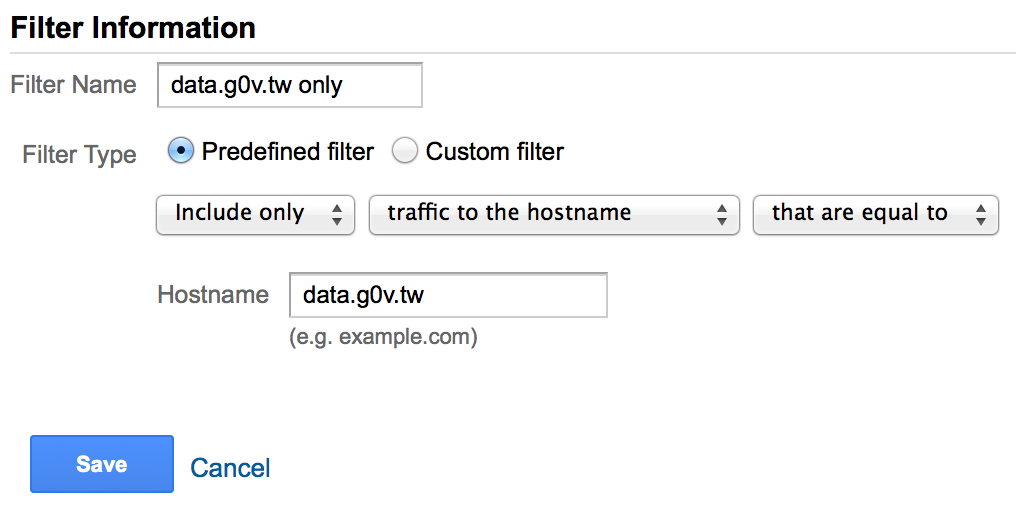 Filter Information
Filter Name data.g0v.tw only
Filter Type Predefined filter Custom filter
Include only traffic to the hostname that are equal to
Hostname data.g0v.tw
(e.g. example.com)
Save Cancel